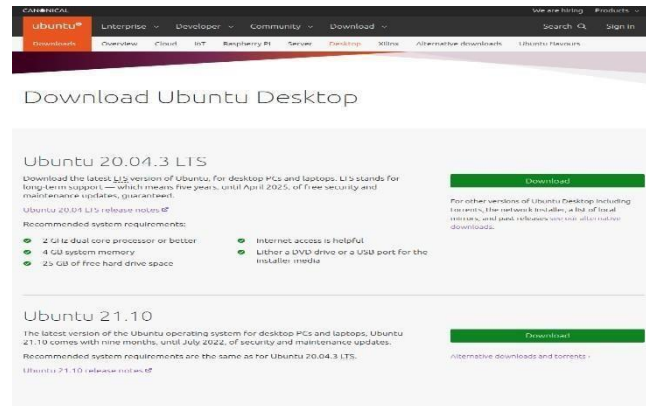 CANONICAL We are hiring Products
ubuntu® Enterprise Developer Community Download Search Sign in
Downloads Overview Cloud IoT Raspberry Pi Server Desktop Xilinx Alternative downloads Ubuntu flavours
Download Ubuntu Desktop
Ubuntu 20.04.3 LTS
Download the latest LTS version of Ubuntu, for desktop PCs and laptops. LTS stands for
long-term support — which means five years, until April 2025, of free security and
maintenance updates, guaranteed.
Ubuntu 20.04 LTS release notes
Recommended system requirements:
2 GHz dual core processor or better
4 GB system memory
25 GB of free hard drive space
Internet access is helpful
Either a DVD drive or a USB port for the
installer media
Download
For other versions of Ubuntu Desktop including
torrents, the network installer, a list of local
mirrors, and past releases see our alternative
downloads.
Ubuntu 21.10
The latest version of the Ubuntu operating system for desktop PCs and laptops, Ubuntu
21.10 comes with nine months, until July 2022, of security and maintenance updates.
Recommended system requirements are the same as for Ubuntu 20.04.3 LTS.
Ubuntu 21.10 release notes
Download
Alternative downloads and torrents ›